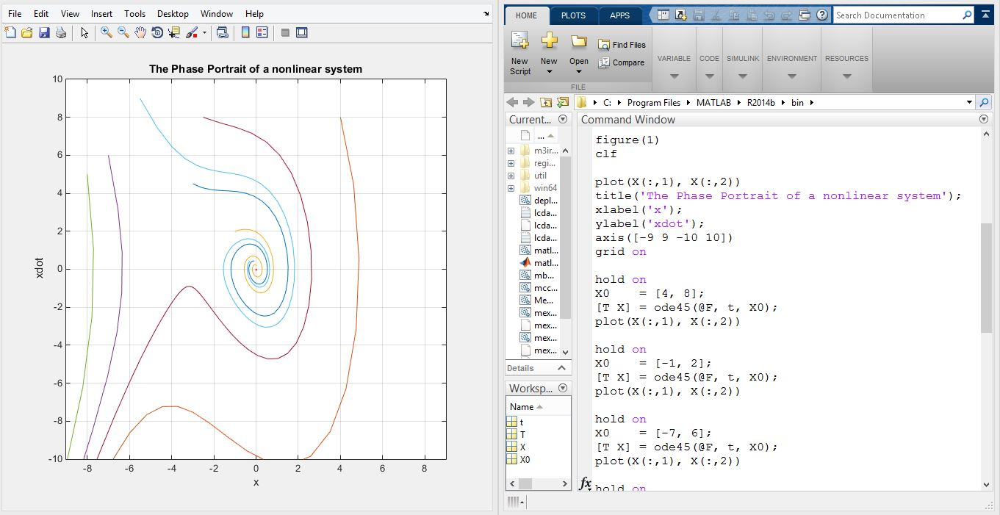 File Edit View Insert Tools Desktop Window Help
The Phase Portrait of a nonlinear system
10
8
6
4
2
0
-2
-4
-6
-8
-10
xdot
-8 -6 -4 -2 0 2 4 6 8
x
HOME PLOTS APPS
Search Documentation
New Script
New
Open
Find Files
Compare
FILE
VARIABLE CODE SIMULINK ENVIRONMENT RESOURCES
C: Program Files MATLAB R2014b bin
Current...
...
m3ir...
regi...
util
win64
depl...
lcda...
lcda...
lcda...
matl...
matl...
mb...
mcc...
Me...
mex...
mex...
mex...
mex...
Details
Worksp...
Name
t
T
X
X0
Command Window
figure(1)
clf
plot(X(:,1), X(:,2))
title('The Phase Portrait of a nonlinear system');
xlabel('x');
ylabel('xdot');
axis([-9 9 -10 10])
grid on
hold on
X0 = [4, 8];
[T X] = ode45(@F, t, X0);
plot(X(:,1), X(:,2))
hold on
X0 = [-1, 2];
[T X] = ode45(@F, t, X0);
plot(X(:,1), X(:,2))
hold on
X0 = [-7, 6];
[T X] = ode45(@F, t, X0);
plot(X(:,1), X(:,2))
fx
hold on